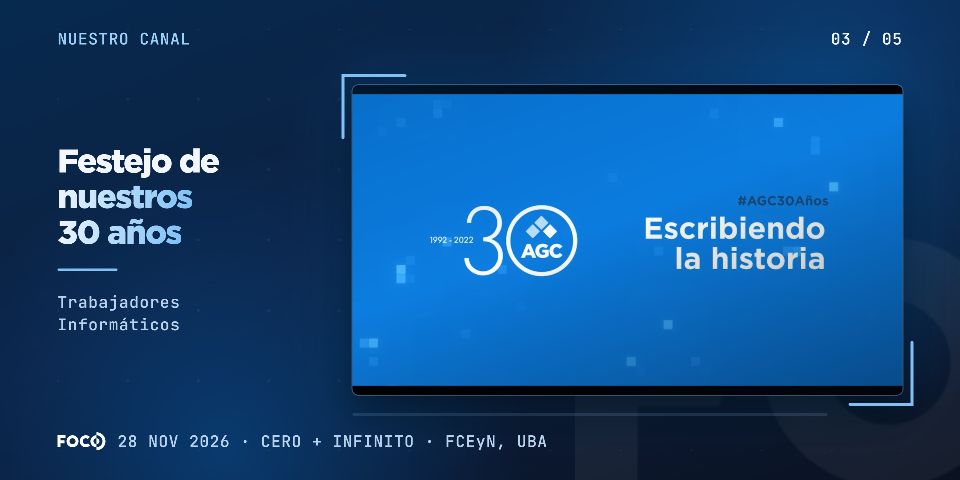 NUESTRO CANAL
03 / 05
Festejo de
nuestros
30 años
Trabajadores
Informáticos
1992 - 2022
30
AGC
#AGC30Años
Escribiendo
la historia
FOCO 28 NOV 2026 · CERO + INFINITO · FCEyN, UBA